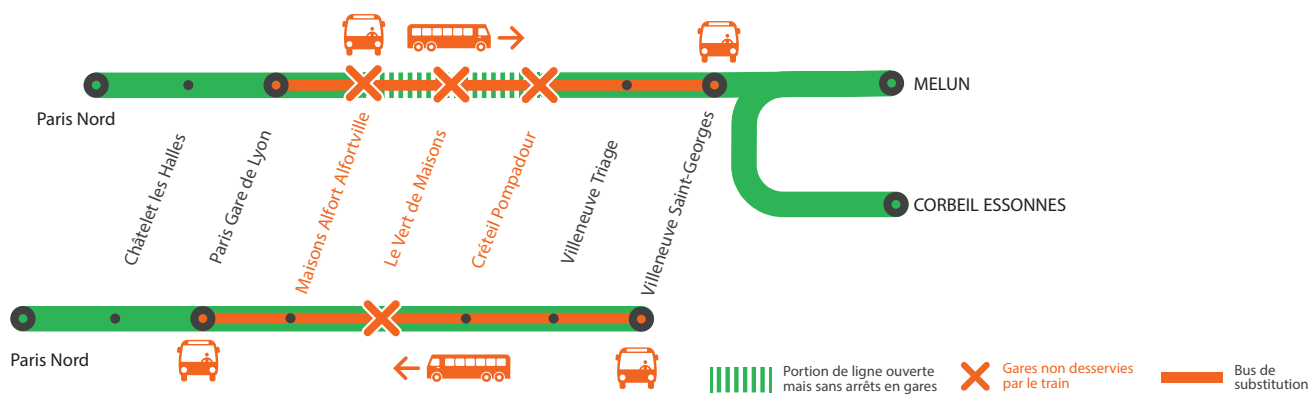 Paris Nord
Châtelet les Halles
Paris Gare de Lyon
Maisons Alfort Alfortville
Le Vert de Maisons
Créteil Pompadour
Villeneuve Triage
Villeneuve Saint-Georges
MELUN
CORBEIL ESSONNES
Paris Nord
Portion de ligne ouverte
mais sans arrêts en gares
Gares non desservies
par le train
Bus de
substitution